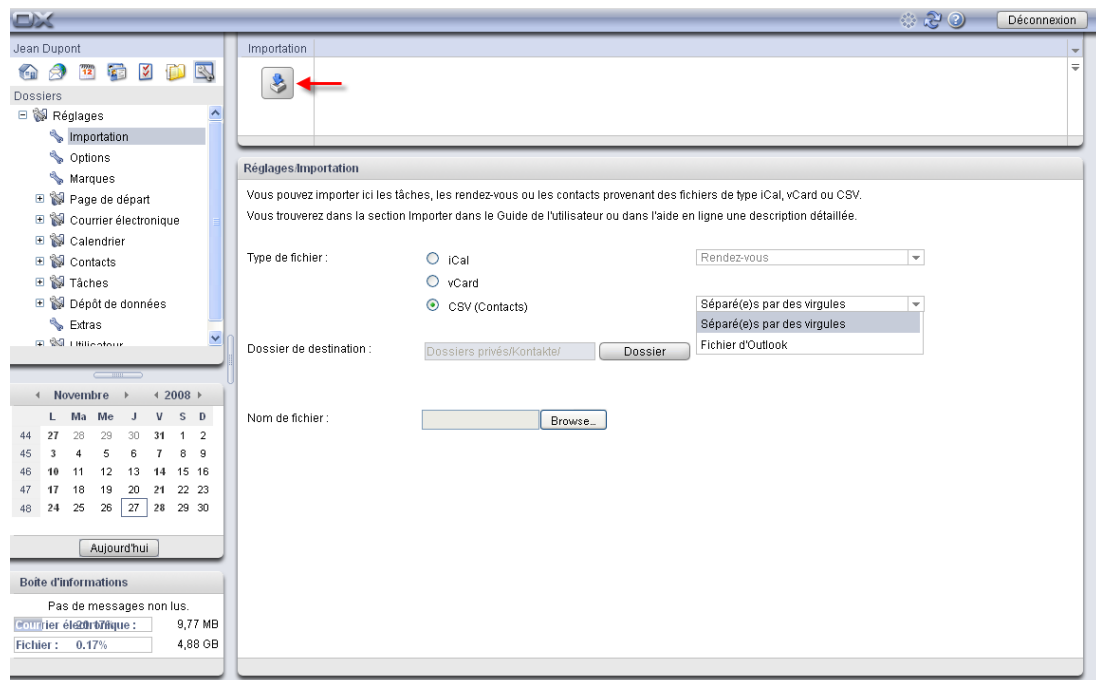 OX
Déconnexion
Jean Dupont
12
Dossiers
Réglages
Importation
Options
Marques
Page de départ
Courrier électronique
Calendrier
Contacts
Tâches
Dépôt de données
Extras
Utilisateur
Novembre 2008
L Ma Me J V S D
44 27 28 29 30 31 1 2
45 3 4 5 6 7 8 9
46 10 11 12 13 14 15 16
47 17 18 19 20 21 22 23
48 24 25 26 27 28 29 30
Aujourd'hui
Boîte d'informations
Pas de messages non lus.
Courrier électronique : 9,77 MB
Fichier : 0.17% 4,88 GB
Importation
Réglages/Importation
Vous pouvez importer ici les tâches, les rendez-vous ou les contacts provenant des fichiers de type iCal, vCard ou CSV.
Vous trouverez dans la section Importer dans le Guide de l'utilisateur ou dans l'aide en ligne une description détaillée.
Type de fichier : iCal Rendez-vous
vCard
CSV (Contacts) Séparé(e)s par des virgules
Séparé(e)s par des virgules
Fichier d'Outlook
Dossier de destination : Dossiers privés/Kontakte/ Dossier
Nom de fichier : Browse...